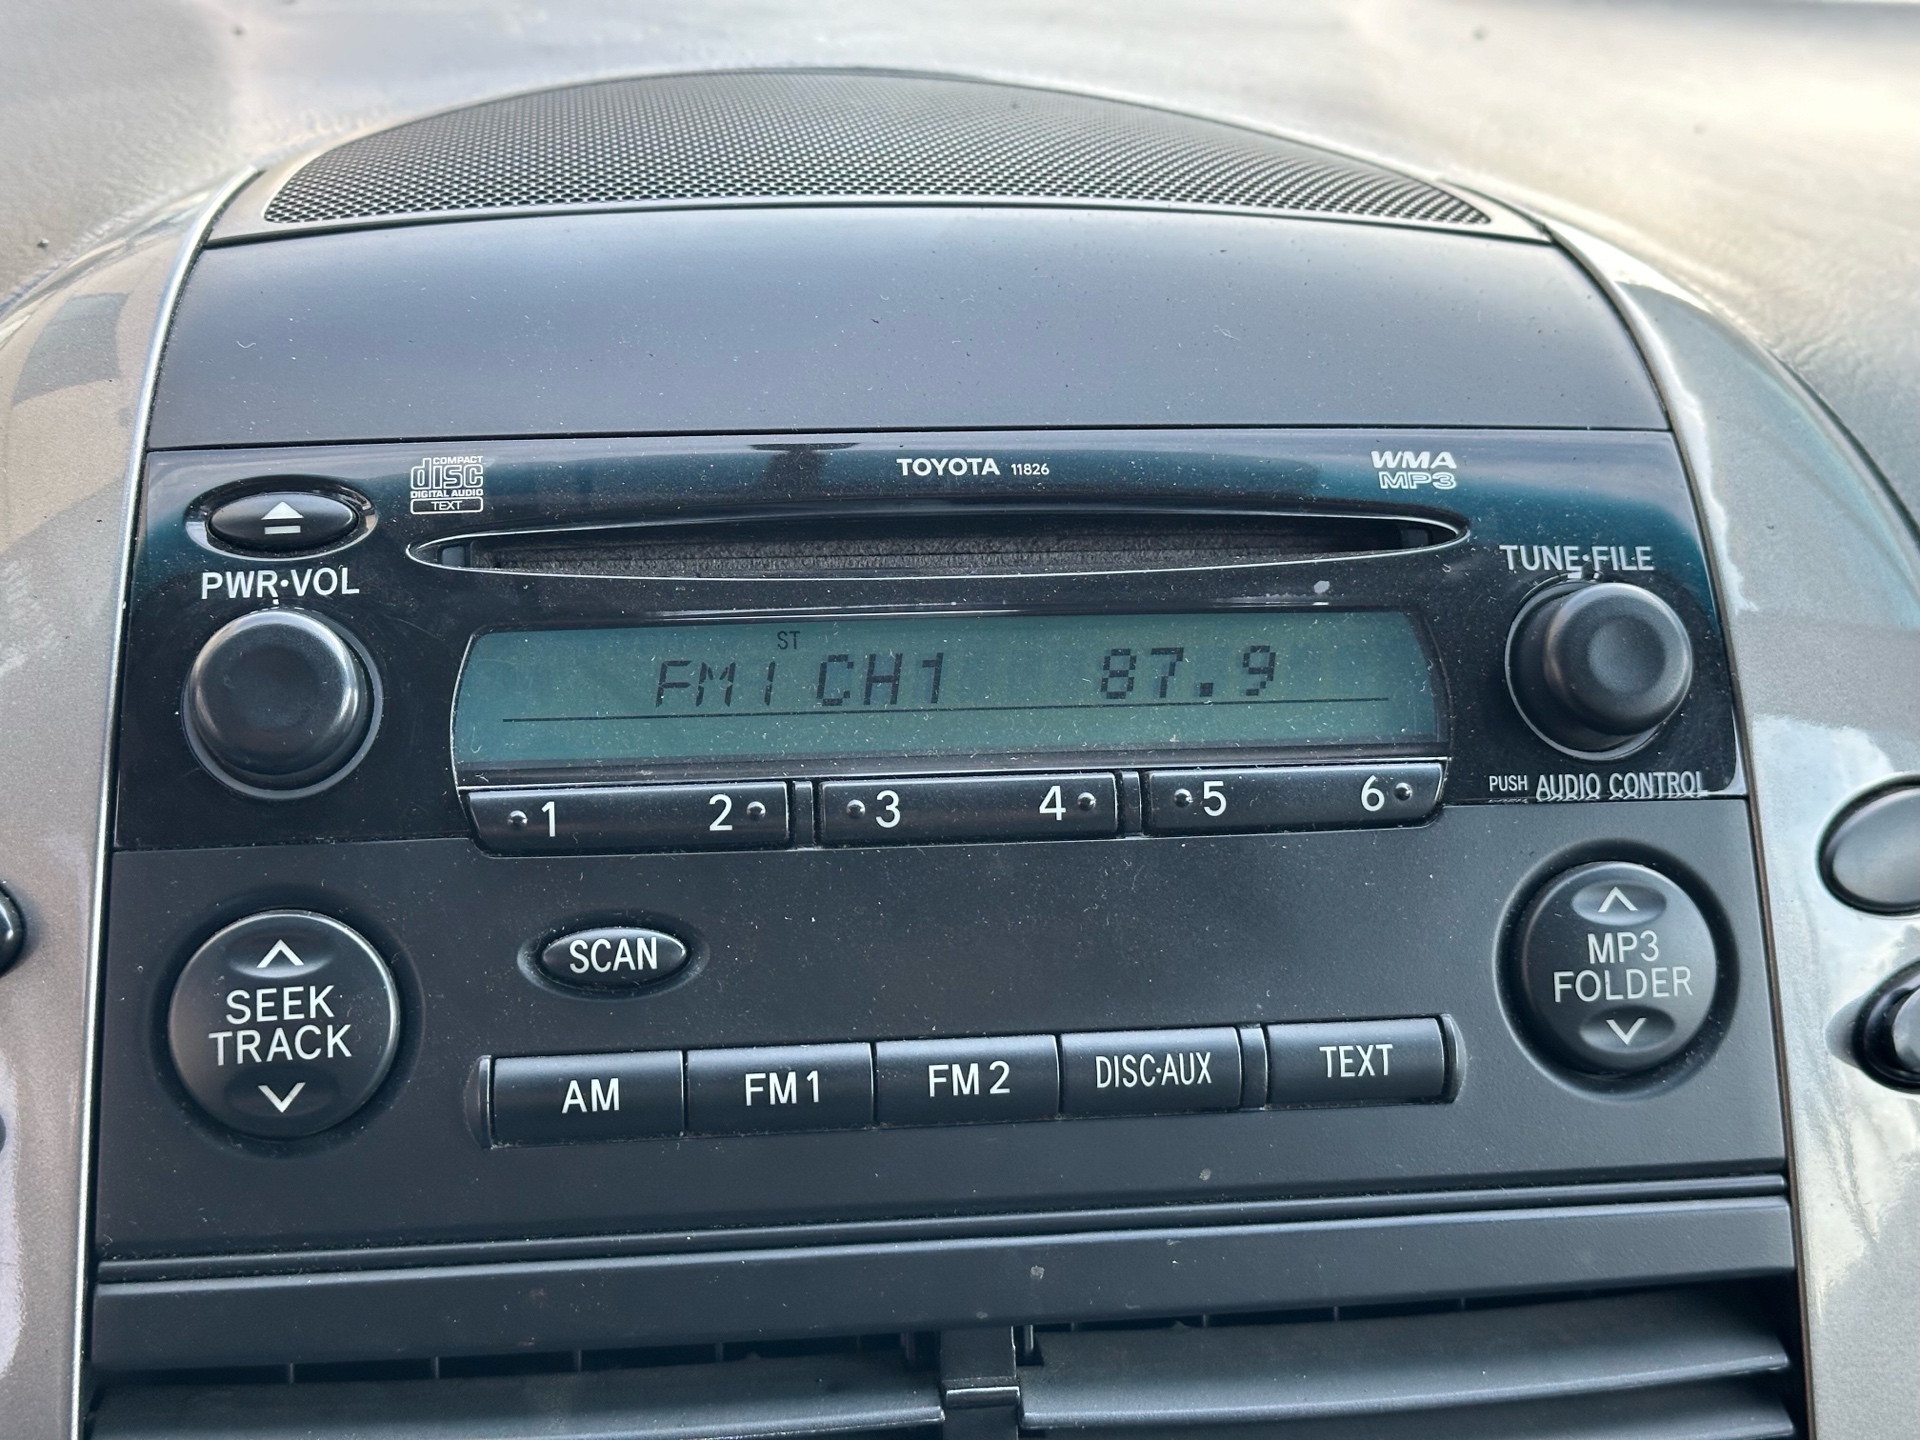 COMPACT
disc
DIGITAL AUDIO
TEXT
TOYOTA 11826
WMA
MP3
PWR·VOL
TUNE·FILE
ST
FM1 CH1 87.9
1 2 3 4 5 6
PUSH AUDIO CONTROL
SEEK
TRACK
SCAN
MP3
FOLDER
AM FM1 FM2 DISC·AUX TEXT